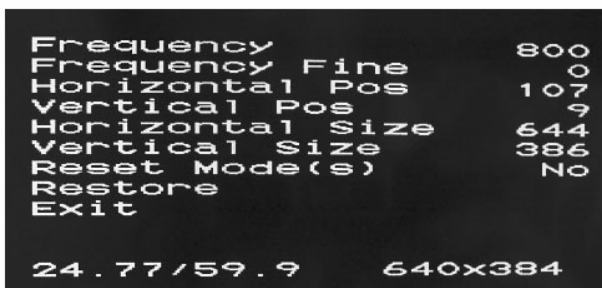 Frequency 800
Frequency Fine 0
Horizontal Pos 107
Vertical Pos 9
Horizontal Size 644
Vertical Size 386
Reset Mode(s) No
Restore
Exit
24.77/59.9 640x384